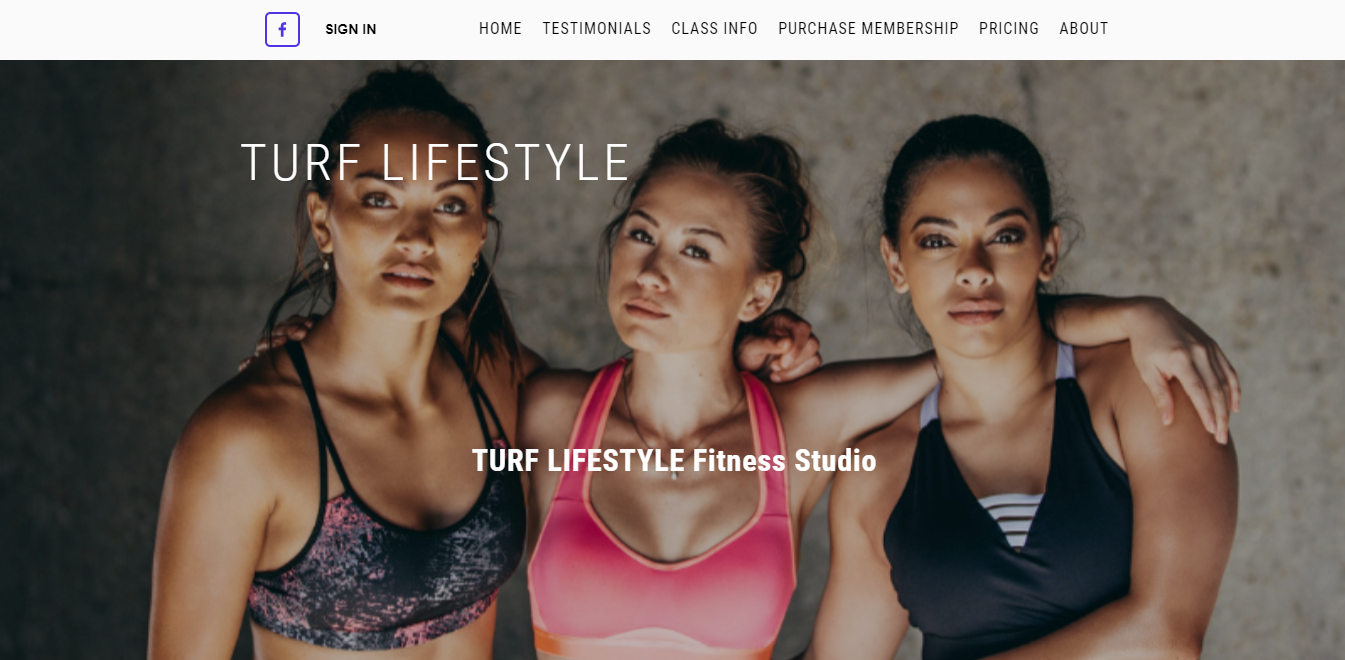 SIGN IN
HOME TESTIMONIALS CLASS INFO PURCHASE MEMBERSHIP PRICING ABOUT
TURF LIFESTYLE
TURF LIFESTYLE Fitness Studio